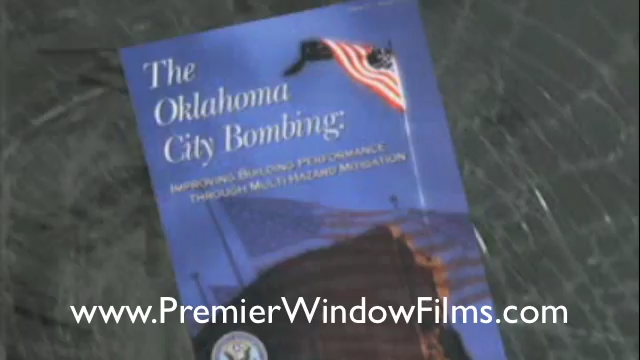 The
Oklahoma
City Bombing:
IMPROVING BUILDING PERFORMANCE
THROUGH MULTI-HAZARD MITIGATION
www.PremierWindowFilms.com